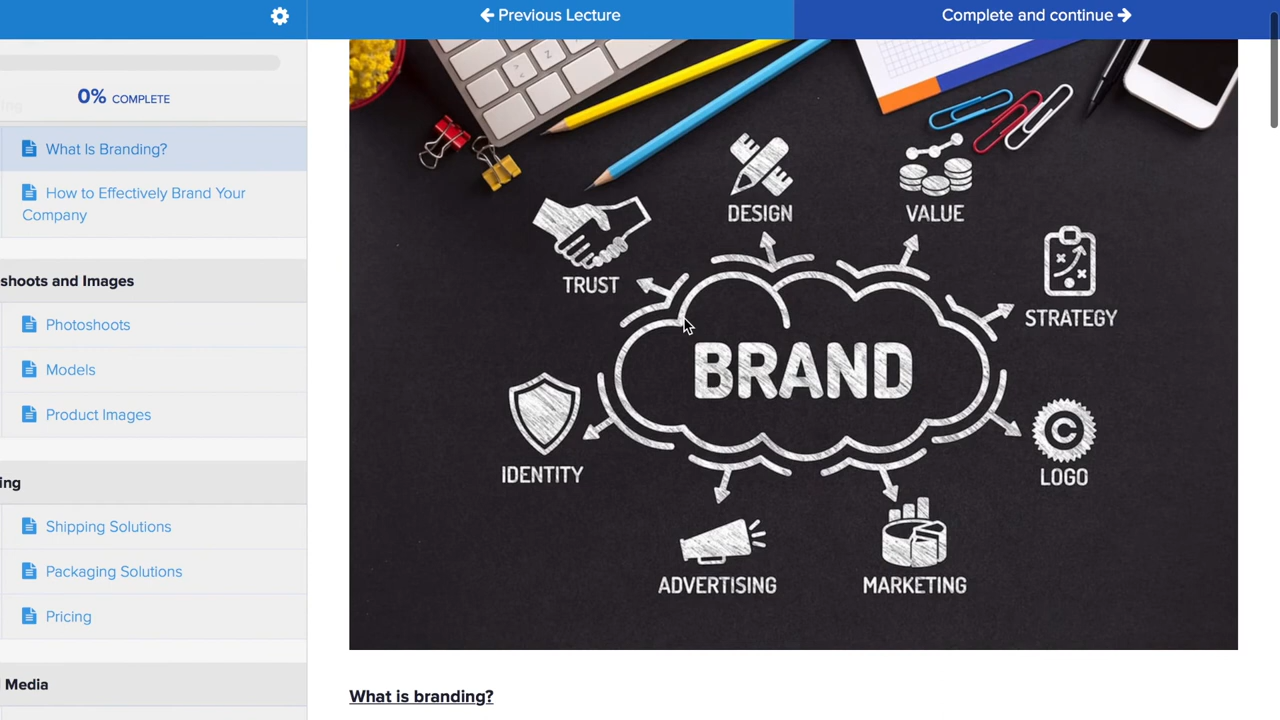 Previous Lecture
Complete and continue
0% COMPLETE
What Is Branding?
How to Effectively Brand Your
Company
shoots and Images
Photoshoots
Models
Product Images
ing
Shipping Solutions
Packaging Solutions
Pricing
Media
DESIGN
VALUE
TRUST
STRATEGY
BRAND
IDENTITY
C
LOGO
ADVERTISING
MARKETING
What is branding?